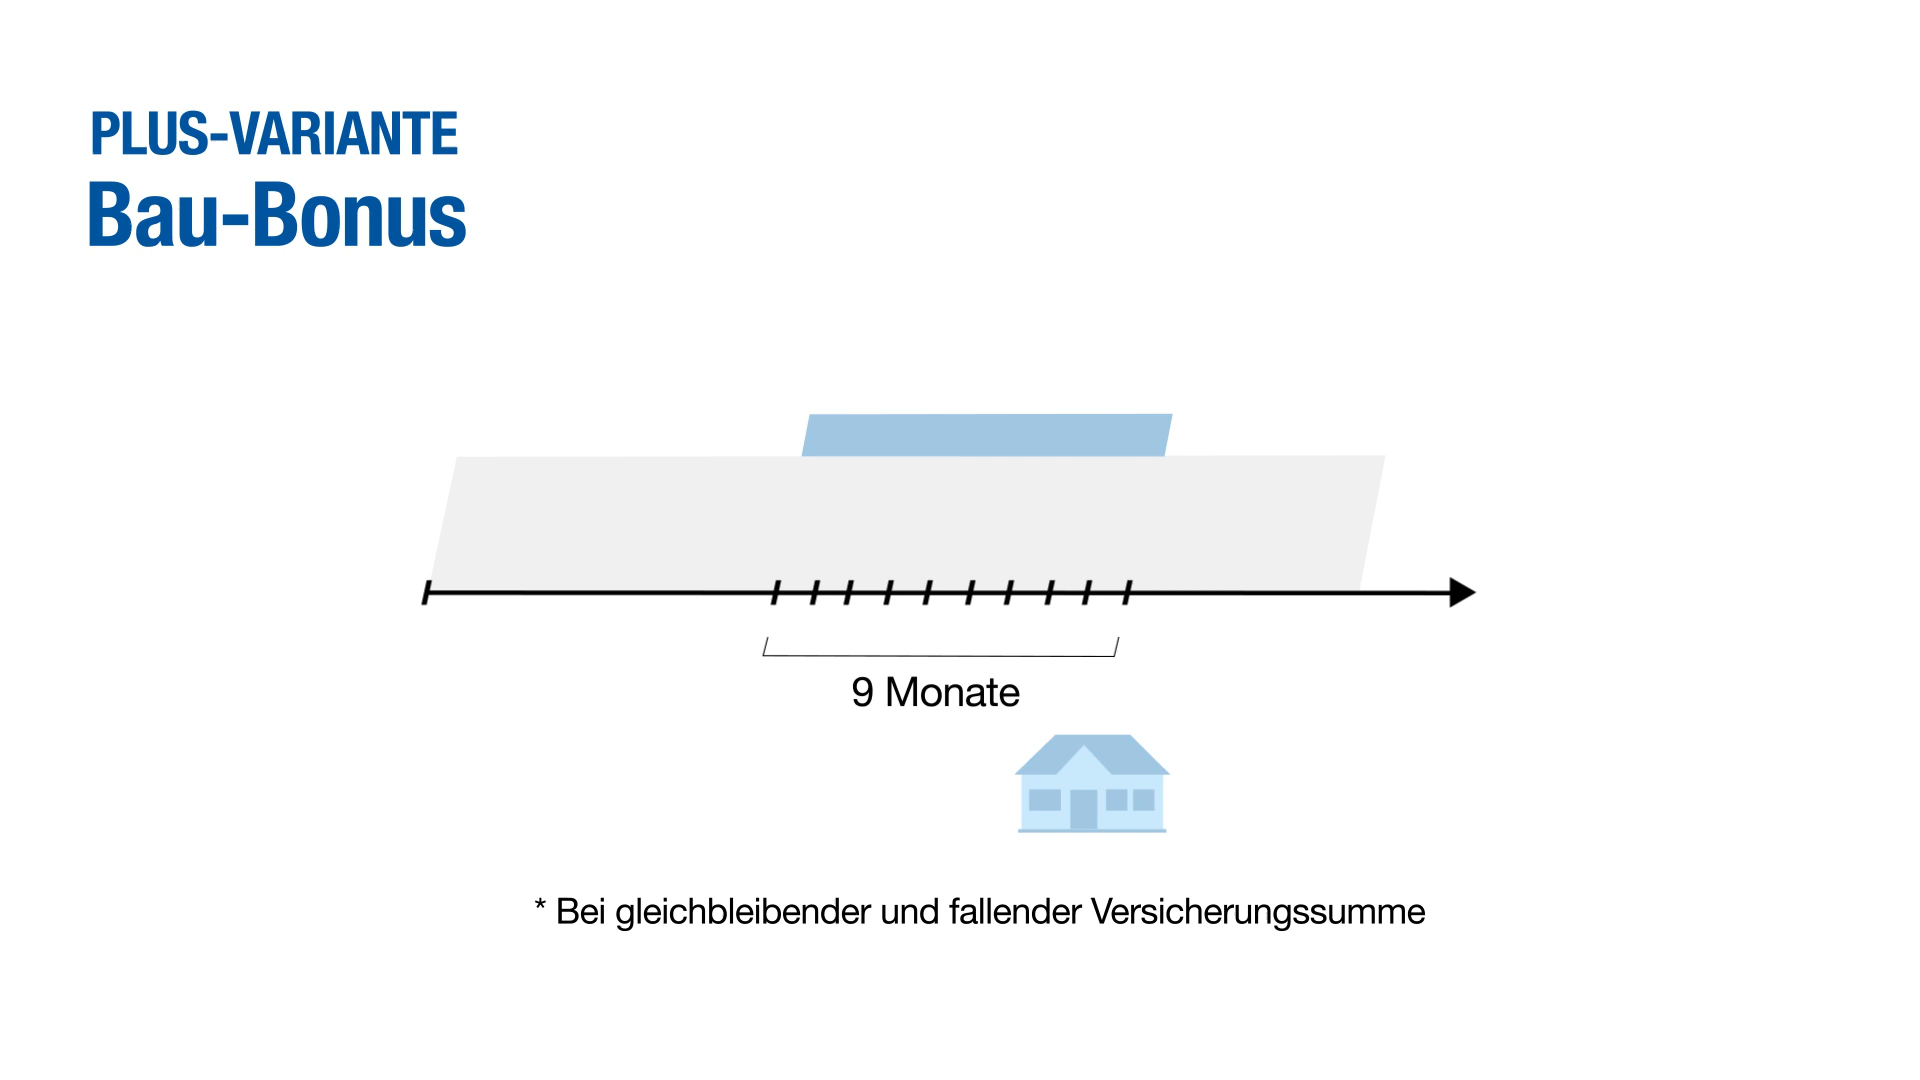 PLUS-VARIANTE
Bau-Bonus
9 Monate
* Bei gleichbleibender und fallender Versicherungssumme